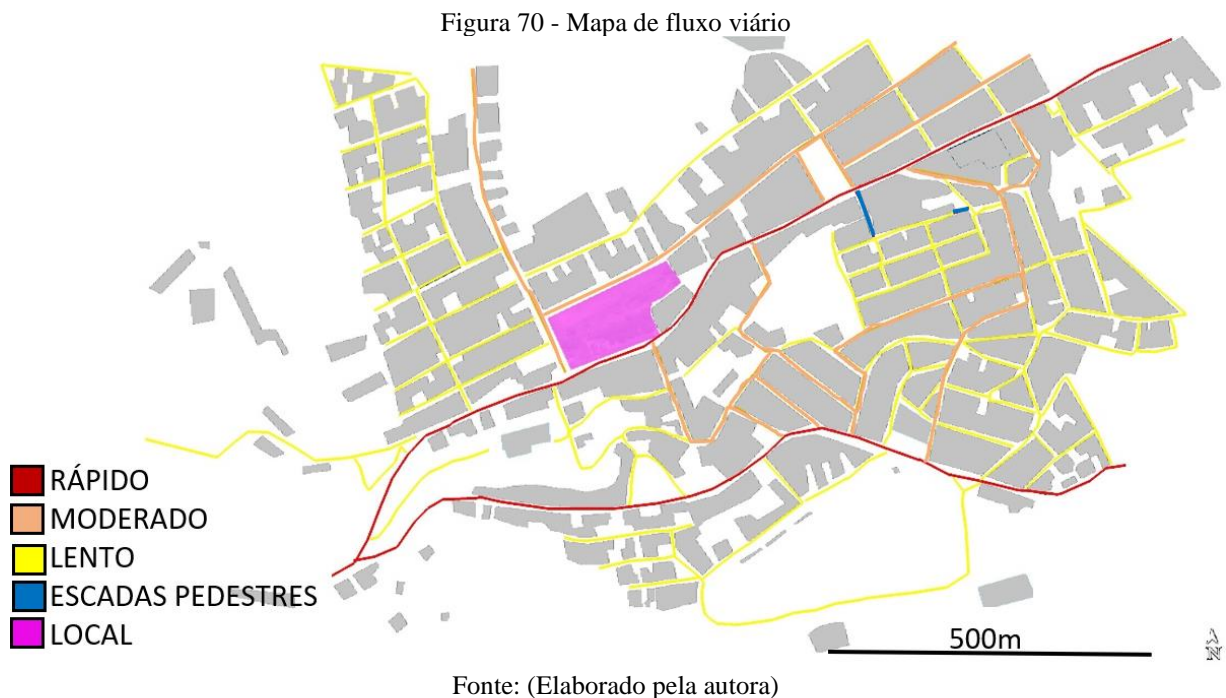 Figura 70 - Mapa de fluxo viário
RÁPIDO
MODERADO
LENTO
ESCADAS PEDESTRES
LOCAL
500m
Fonte: (Elaborado pela autora)